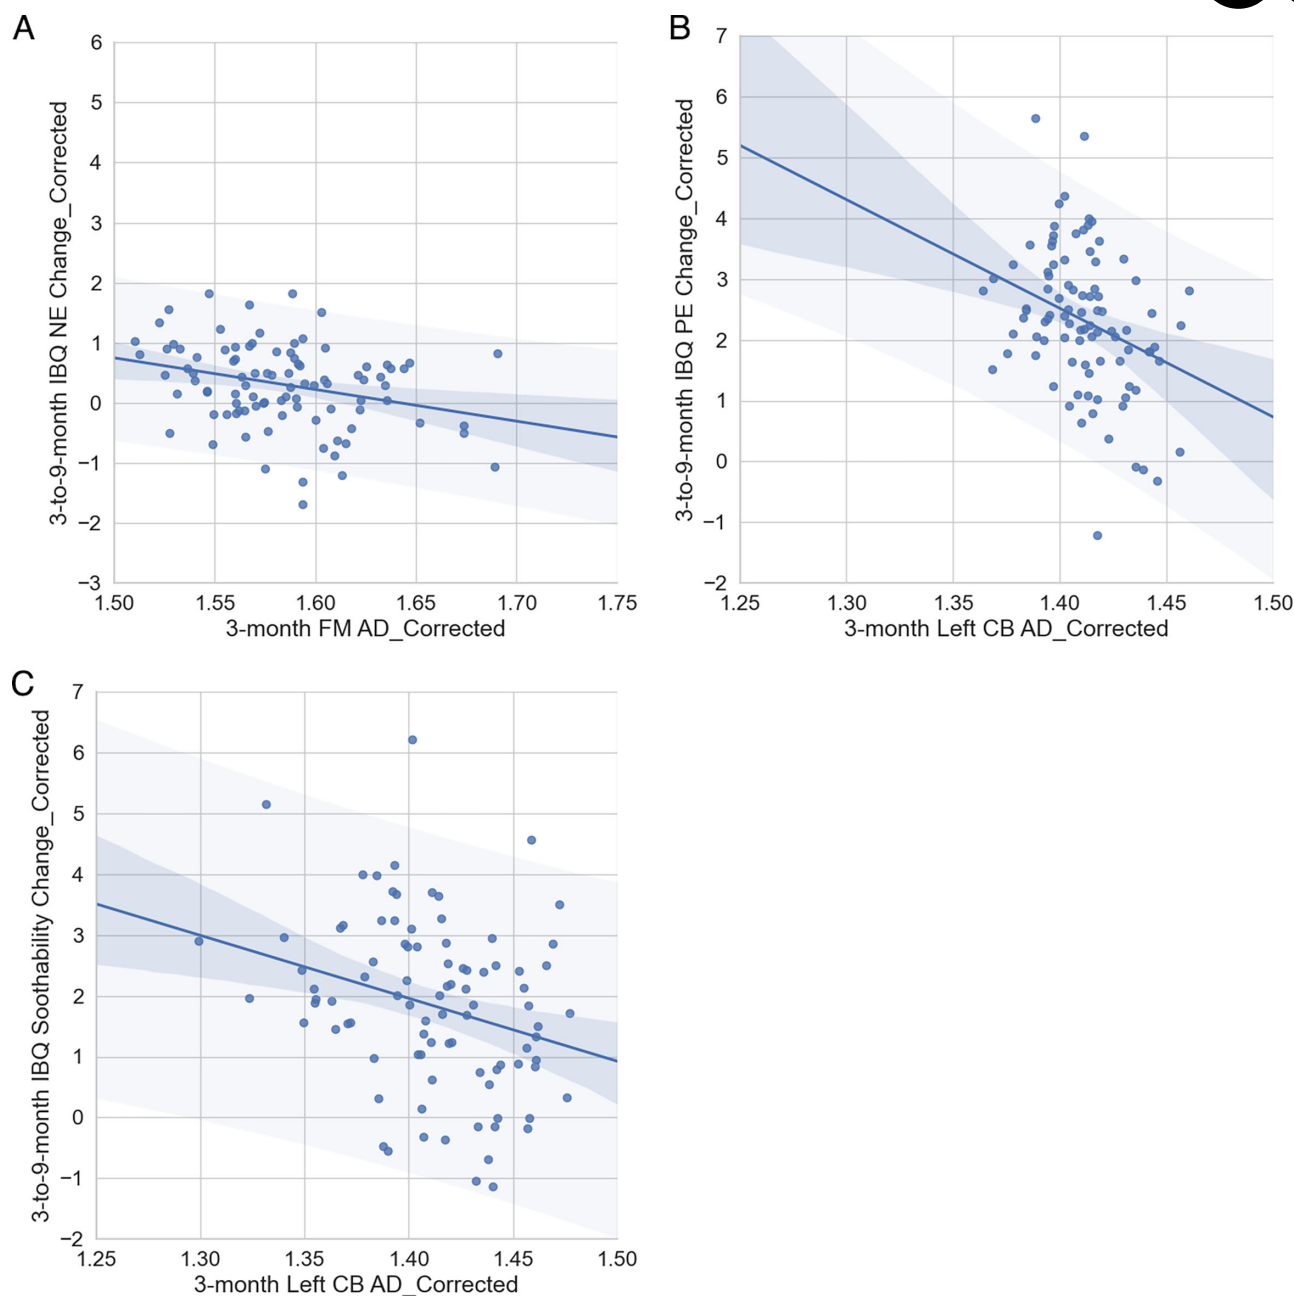 A
3-to-9-month IBQ NE Change_Corrected
6
5
4
3
2
1
0
−1
−2
−3
1.50 1.55 1.60 1.65 1.70 1.75
3-month FM AD_Corrected
B
3-to-9-month IBQ PE Change_Corrected
7
6
5
4
3
2
1
0
−1
−2
1.25 1.30 1.35 1.40 1.45 1.50
3-month Left CB AD_Corrected
C
3-to-9-month IBQ Soothability Change_Corrected
7
6
5
4
3
2
1
0
−1
−2
1.25 1.30 1.35 1.40 1.45 1.50
3-month Left CB AD_Corrected